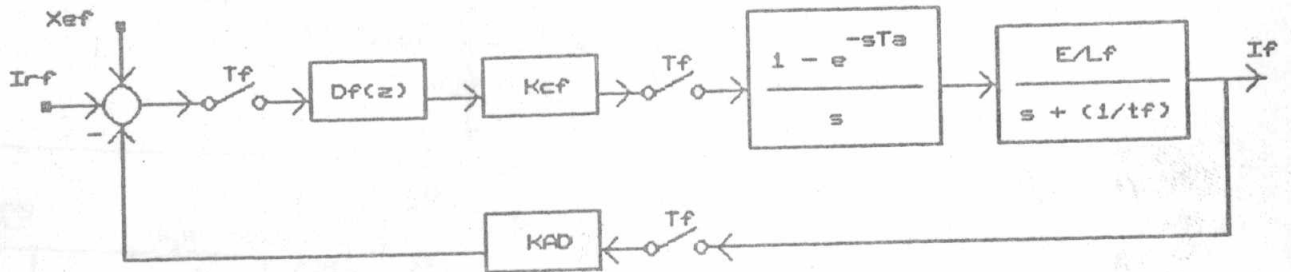 Xef
Irf
-
Tf
Df(z)
Kcf
Tf
1 - e^-sTa
s
E/Lf
s + (1/tf)
If
KAD
Tf